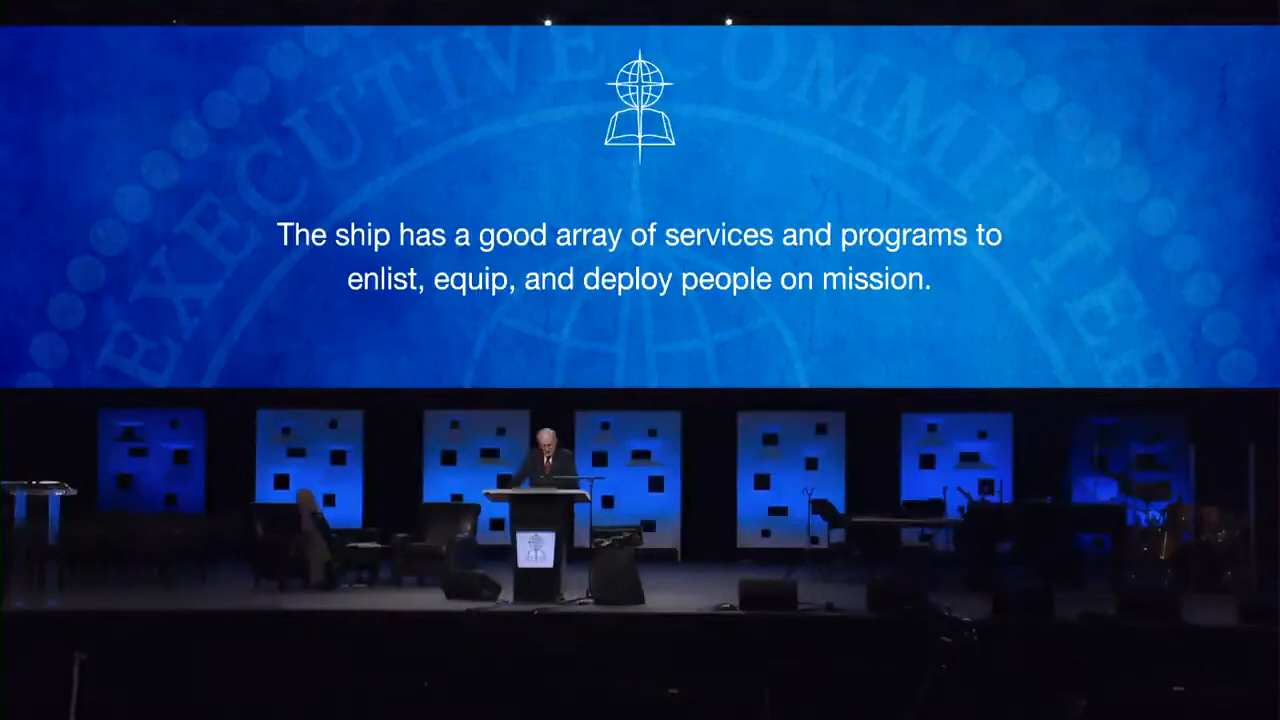 EXECUTIVE COMMITTEE
The ship has a good array of services and programs to
enlist, equip, and deploy people on mission.